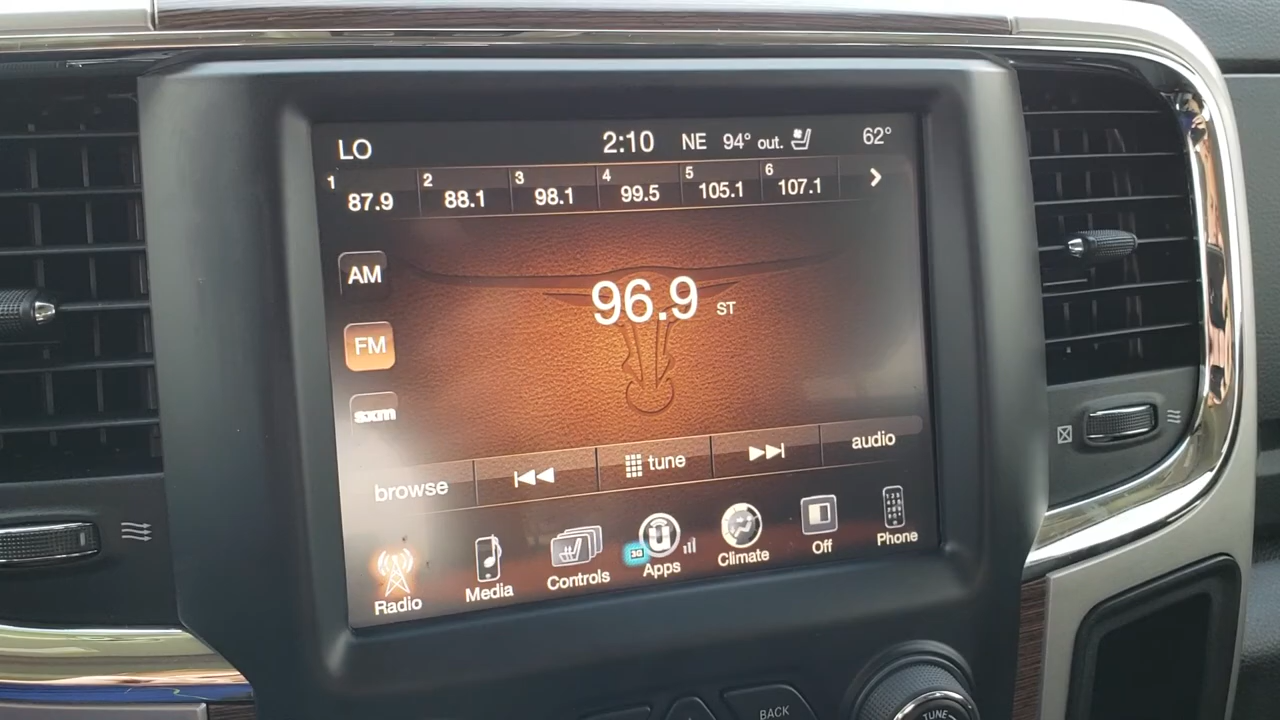 LO 2:10 NE 94° out. 62°
1 87.9 2 88.1 3 98.1 4 99.5 5 105.1 6 107.1
AM
96.9 ST
FM
sxm
browse tune audio
3G
Radio Media Controls Apps Climate Off Phone
BACK
TUNE